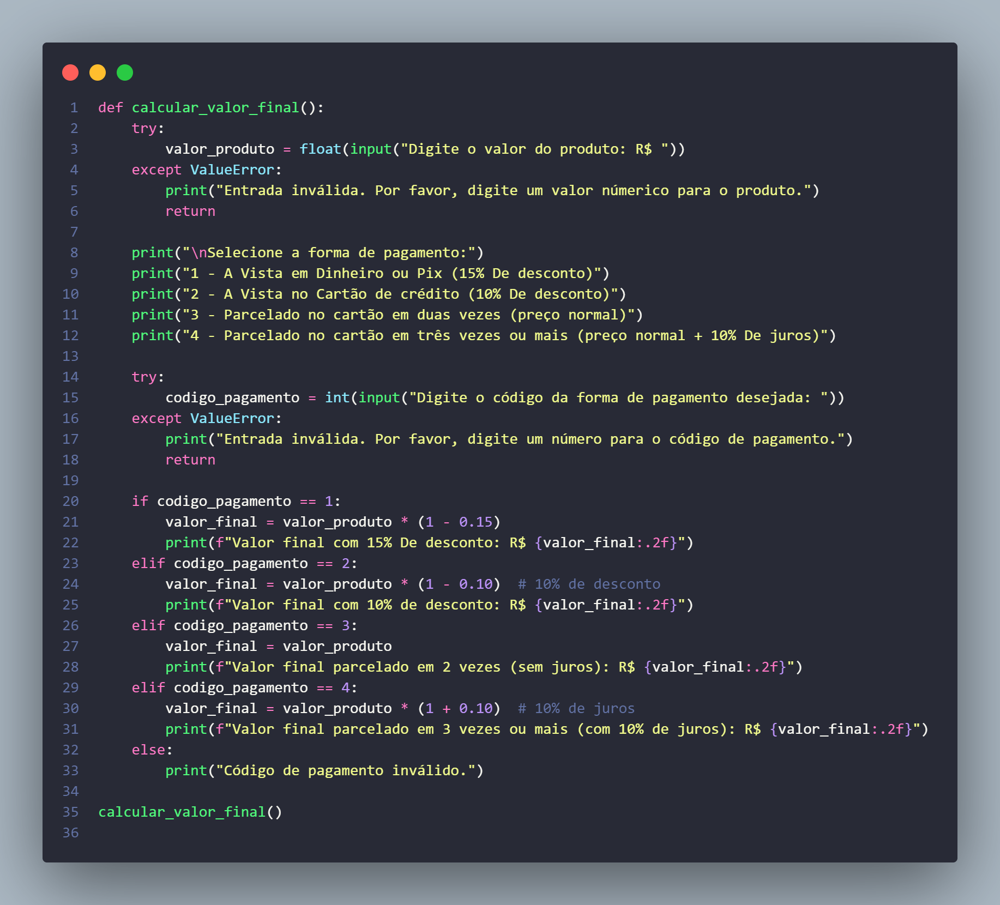 1 def calcular_valor_final():
2     try:
3         valor_produto = float(input("Digite o valor do produto: R$ "))
4     except ValueError:
5         print("Entrada inválida. Por favor, digite um valor númerico para o produto.")
6         return
7
8     print("\nSelecione a forma de pagamento:")
9     print("1 - A Vista em Dinheiro ou Pix (15% De desconto)")
10     print("2 - A Vista no Cartão de crédito (10% De desconto)")
11     print("3 - Parcelado no cartão em duas vezes (preço normal)")
12     print("4 - Parcelado no cartão em três vezes ou mais (preço normal + 10% De juros)")
13
14     try:
15         codigo_pagamento = int(input("Digite o código da forma de pagamento desejada: "))
16     except ValueError:
17         print("Entrada inválida. Por favor, digite um número para o código de pagamento.")
18         return
19
20     if codigo_pagamento == 1:
21         valor_final = valor_produto * (1 - 0.15)
22         print(f"Valor final com 15% De desconto: R$ {valor_final:.2f}")
23     elif codigo_pagamento == 2:
24         valor_final = valor_produto * (1 - 0.10)  # 10% de desconto
25         print(f"Valor final com 10% de desconto: R$ {valor_final:.2f}")
26     elif codigo_pagamento == 3:
27         valor_final = valor_produto
28         print(f"Valor final parcelado em 2 vezes (sem juros): R$ {valor_final:.2f}")
29     elif codigo_pagamento == 4:
30         valor_final = valor_produto * (1 + 0.10)  # 10% de juros
31         print(f"Valor final parcelado em 3 vezes ou mais (com 10% de juros): R$ {valor_final:.2f}")
32     else:
33         print("Código de pagamento inválido.")
34
35 calcular_valor_final()
36